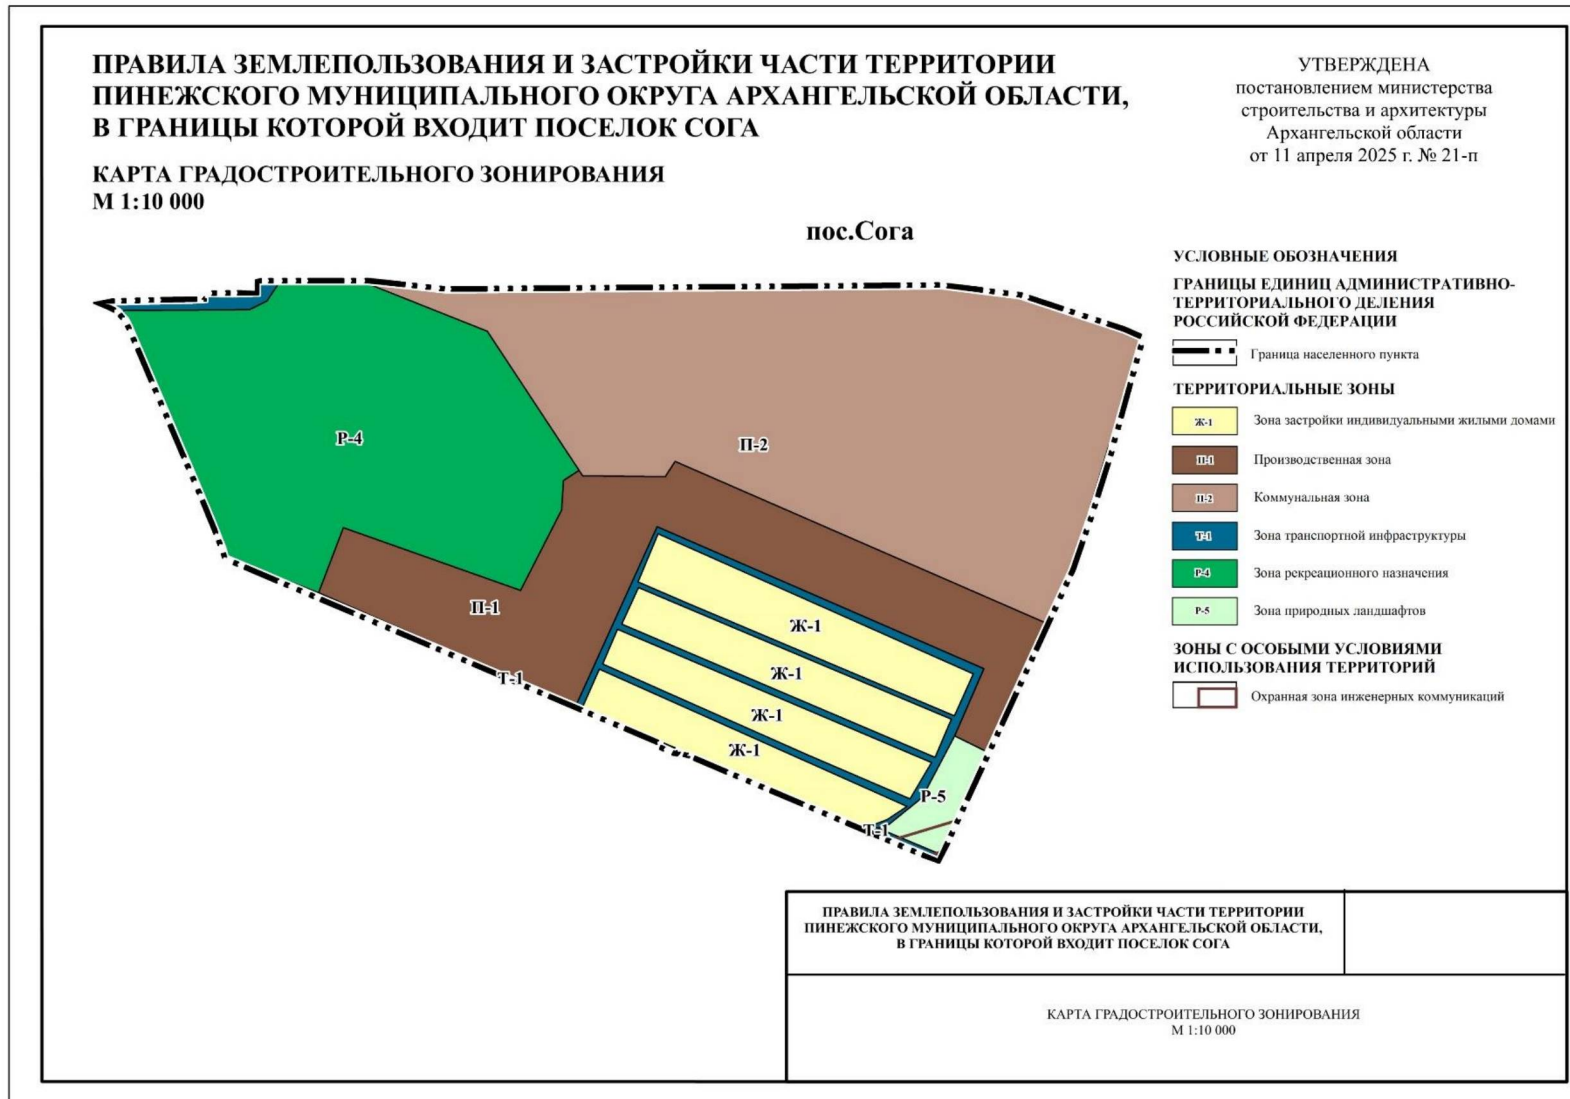 ПРАВИЛА ЗЕМЛЕПОЛЬЗОВАНИЯ И ЗАСТРОЙКИ ЧАСТИ ТЕРРИТОРИИ
ПИНЕЖСКОГО МУНИЦИПАЛЬНОГО ОКРУГА АРХАНГЕЛЬСКОЙ ОБЛАСТИ,
В ГРАНИЦЫ КОТОРОЙ ВХОДИТ ПОСЕЛОК СОГА
КАРТА ГРАДОСТРОИТЕЛЬНОГО ЗОНИРОВАНИЯ
М 1:10 000
УТВЕРЖДЕНА
постановлением министерства
строительства и архитектуры
Архангельской области
от 11 апреля 2025 г. № 21-п
пос.Сога
Р-4
П-2
П-1
Т-1
Ж-1
Ж-1
Ж-1
Ж-1
Р-5
Т-1
УСЛОВНЫЕ ОБОЗНАЧЕНИЯ
ГРАНИЦЫ ЕДИНИЦ АДМИНИСТРАТИВНО-
ТЕРРИТОРИАЛЬНОГО ДЕЛЕНИЯ
РОССИЙСКОЙ ФЕДЕРАЦИИ
Граница населенного пункта
ТЕРРИТОРИАЛЬНЫЕ ЗОНЫ
Ж-1 Зона застройки индивидуальными жилыми домами
П-1 Производственная зона
П-2 Коммунальная зона
Т-1 Зона транспортной инфраструктуры
Р-4 Зона рекреационного назначения
Р-5 Зона природных ландшафтов
ЗОНЫ С ОСОБЫМИ УСЛОВИЯМИ
ИСПОЛЬЗОВАНИЯ ТЕРРИТОРИЙ
Охранная зона инженерных коммуникаций
ПРАВИЛА ЗЕМЛЕПОЛЬЗОВАНИЯ И ЗАСТРОЙКИ ЧАСТИ ТЕРРИТОРИИ
ПИНЕЖСКОГО МУНИЦИПАЛЬНОГО ОКРУГА АРХАНГЕЛЬСКОЙ ОБЛАСТИ,
В ГРАНИЦЫ КОТОРОЙ ВХОДИТ ПОСЕЛОК СОГА
КАРТА ГРАДОСТРОИТЕЛЬНОГО ЗОНИРОВАНИЯ
М 1:10 000